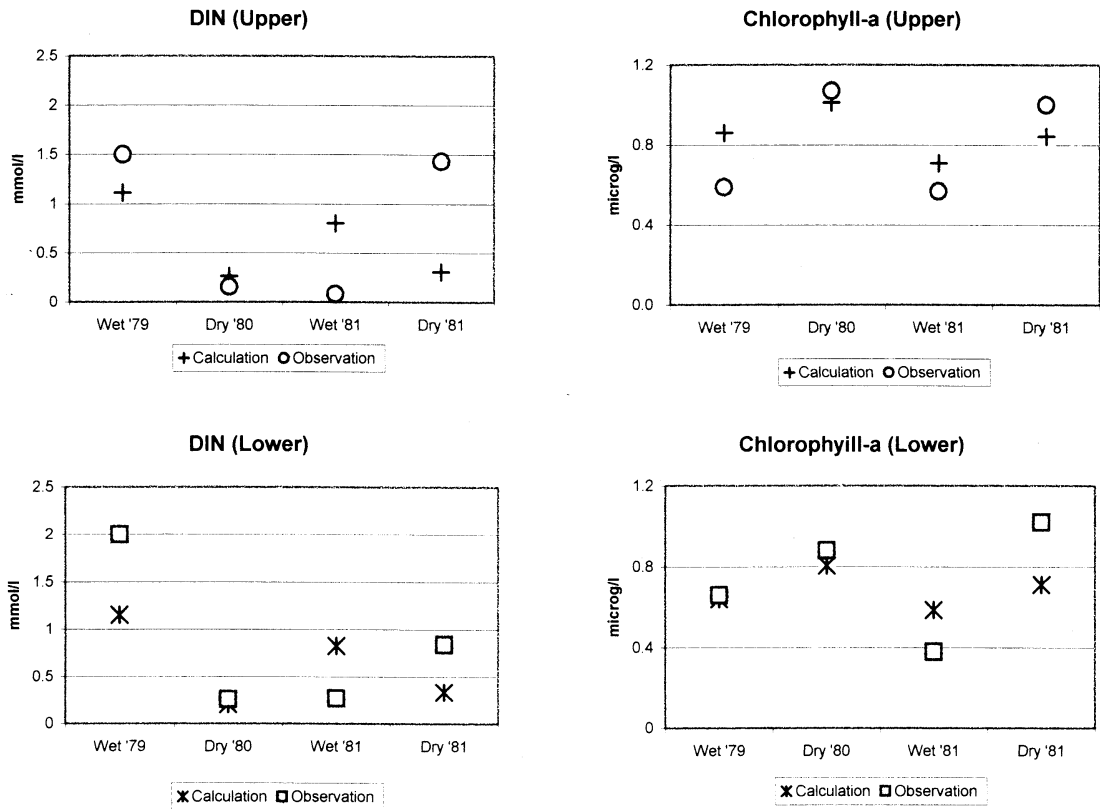 DIN (Upper)
2.5
2
1.5
1
0.5
0
mmol/l
Wet '79 Dry '80 Wet '81 Dry '81
Calculation Observation
Chlorophyll-a (Upper)
1.2
0.8
0.4
0.0
microg/l
Wet '79 Dry '80 Wet '81 Dry '81
Calculation Observation
DIN (Lower)
2.5
2
1.5
1
0.5
0
mmol/l
Wet '79 Dry '80 Wet '81 Dry '81
Calculation Observation
Chlorophyill-a (Lower)
1.2
0.8
0.4
0
microg/l
Wet '79 Dry '80 Wet '81 Dry '81
Calculation Observation